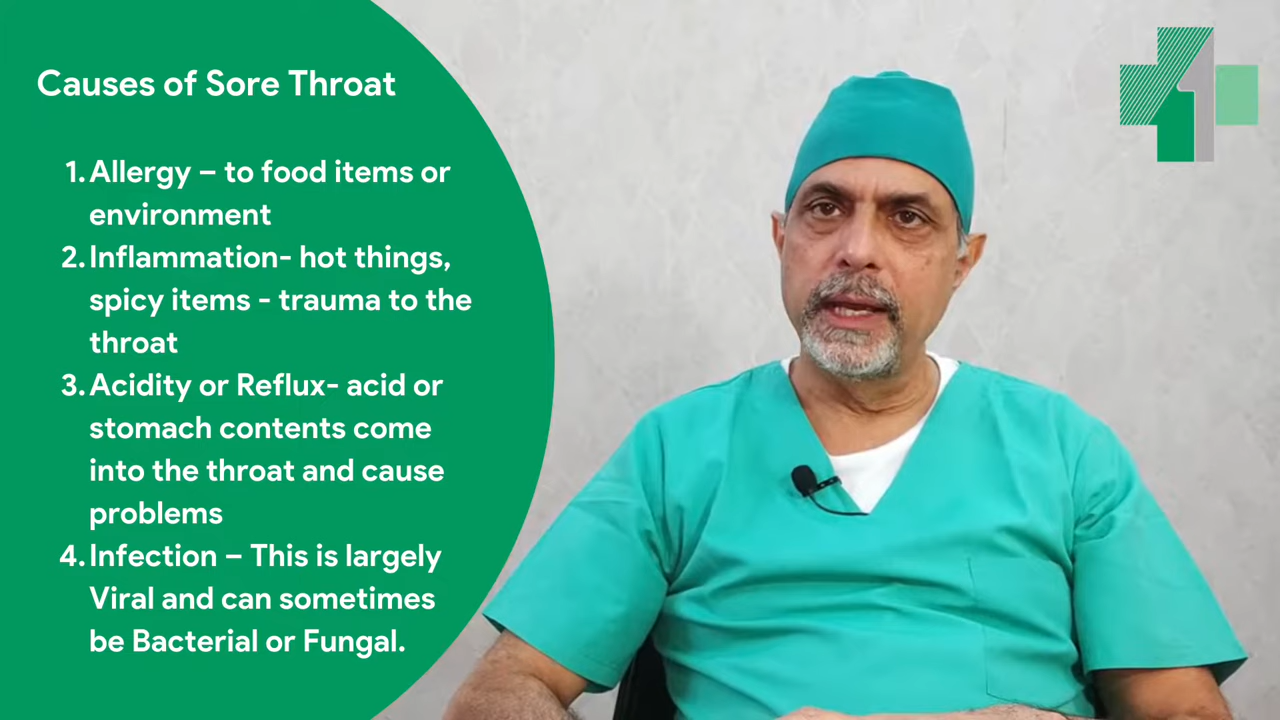 Causes of Sore Throat
1. Allergy – to food items or
environment
2. Inflammation- hot things,
spicy items - trauma to the
throat
3. Acidity or Reflux- acid or
stomach contents come
into the throat and cause
problems
4. Infection – This is largely
Viral and can sometimes
be Bacterial or Fungal.